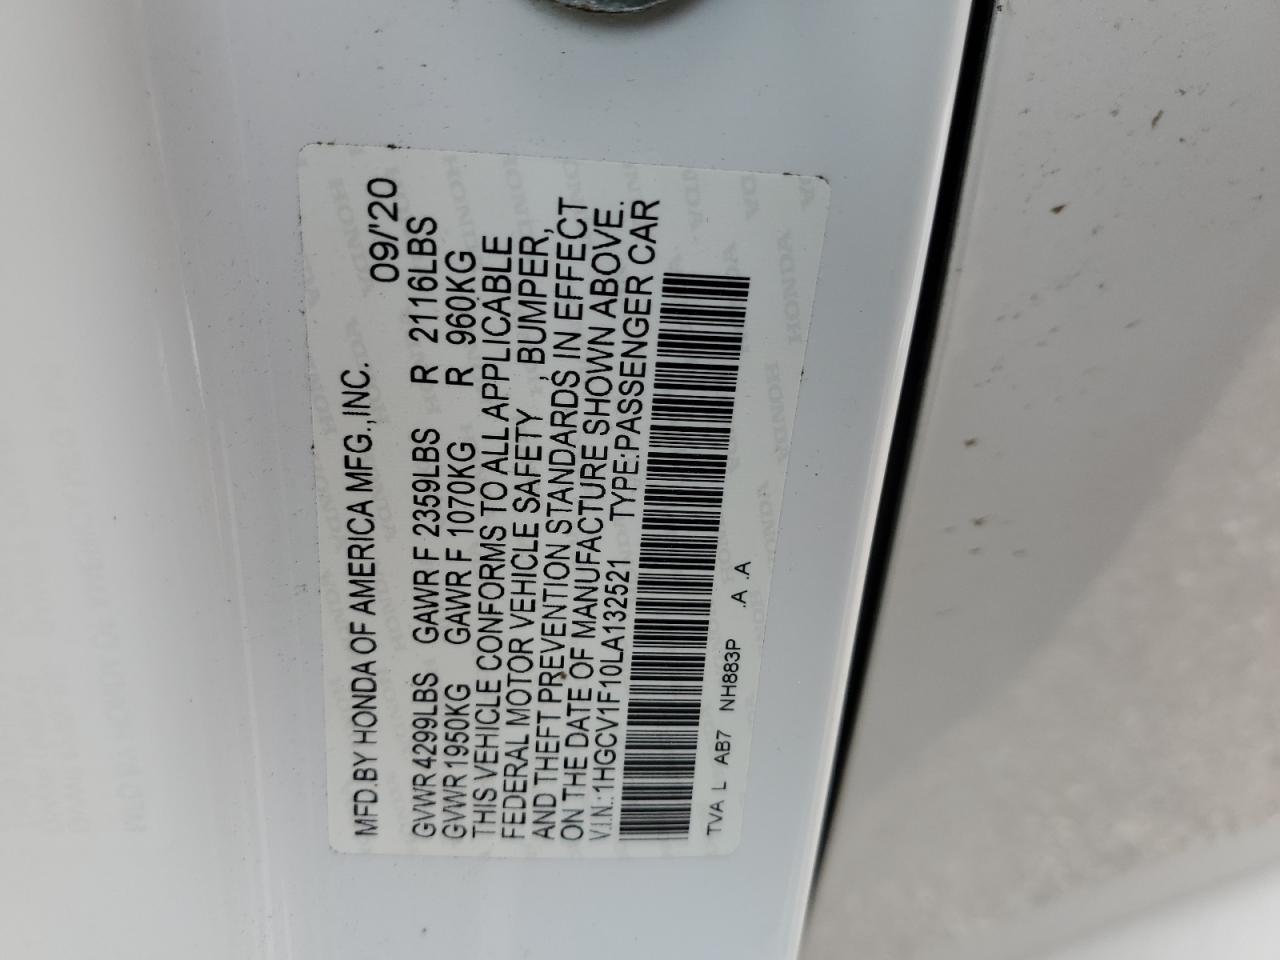 MFD.BY HONDA OF AMERICA MFG.,INC. 09/'20
GVWR 4299LBS GAWR F 2359LBS R 2116LBS
GVWR 1950KG GAWR F 1070KG R 960KG
THIS VEHICLE CONFORMS TO ALL APPLICABLE
FEDERAL MOTOR VEHICLE SAFETY , BUMPER,
AND THEFT PREVENTION STANDARDS IN EFFECT
ON THE DATE OF MANUFACTURE SHOWN ABOVE.
V.I.N.:1HGCV1F10LA132521 TYPE:PASSENGER CAR
TVA L AB7 NH883P .A .A